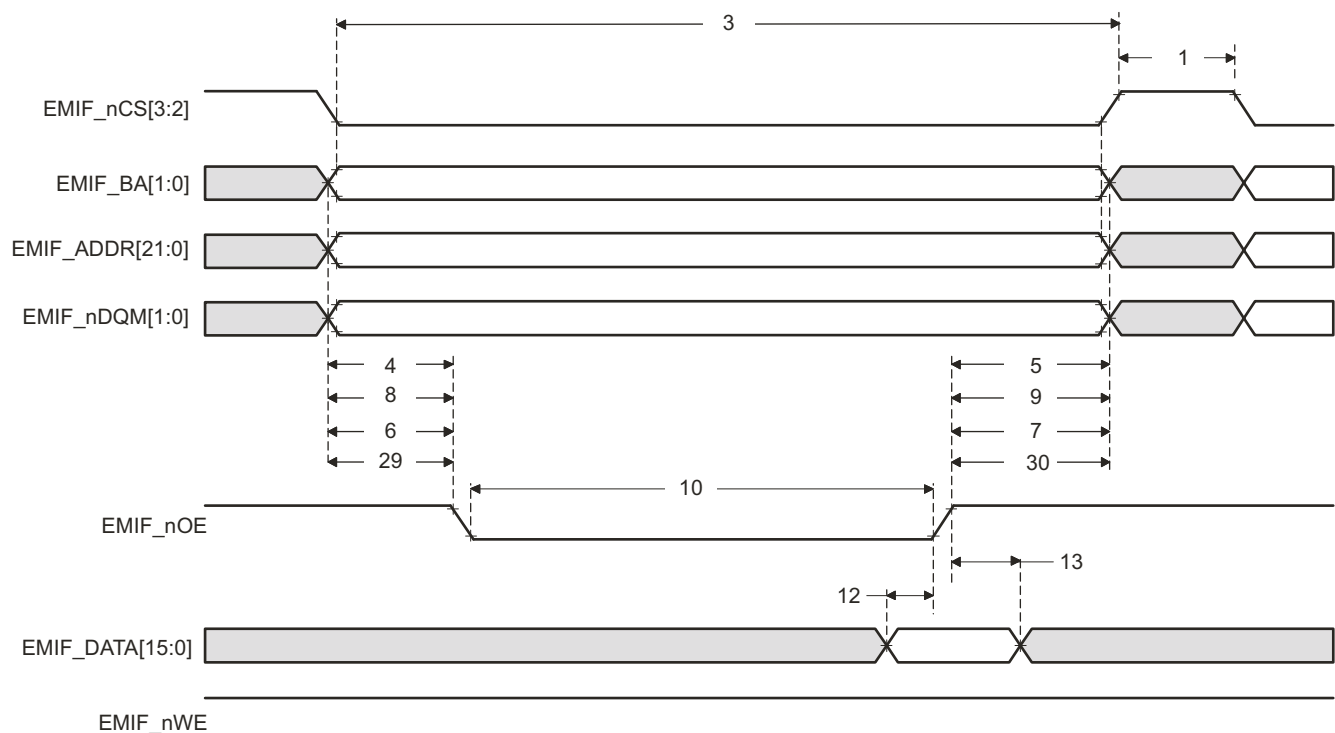 3
1
EMIF_nCS[3:2]
EMIF_BA[1:0]
EMIF_ADDR[21:0]
EMIF_nDQM[1:0]
4 5
8 9
6 7
29 30
10
EMIF_nOE
13
12
EMIF_DATA[15:0]
EMIF_nWE